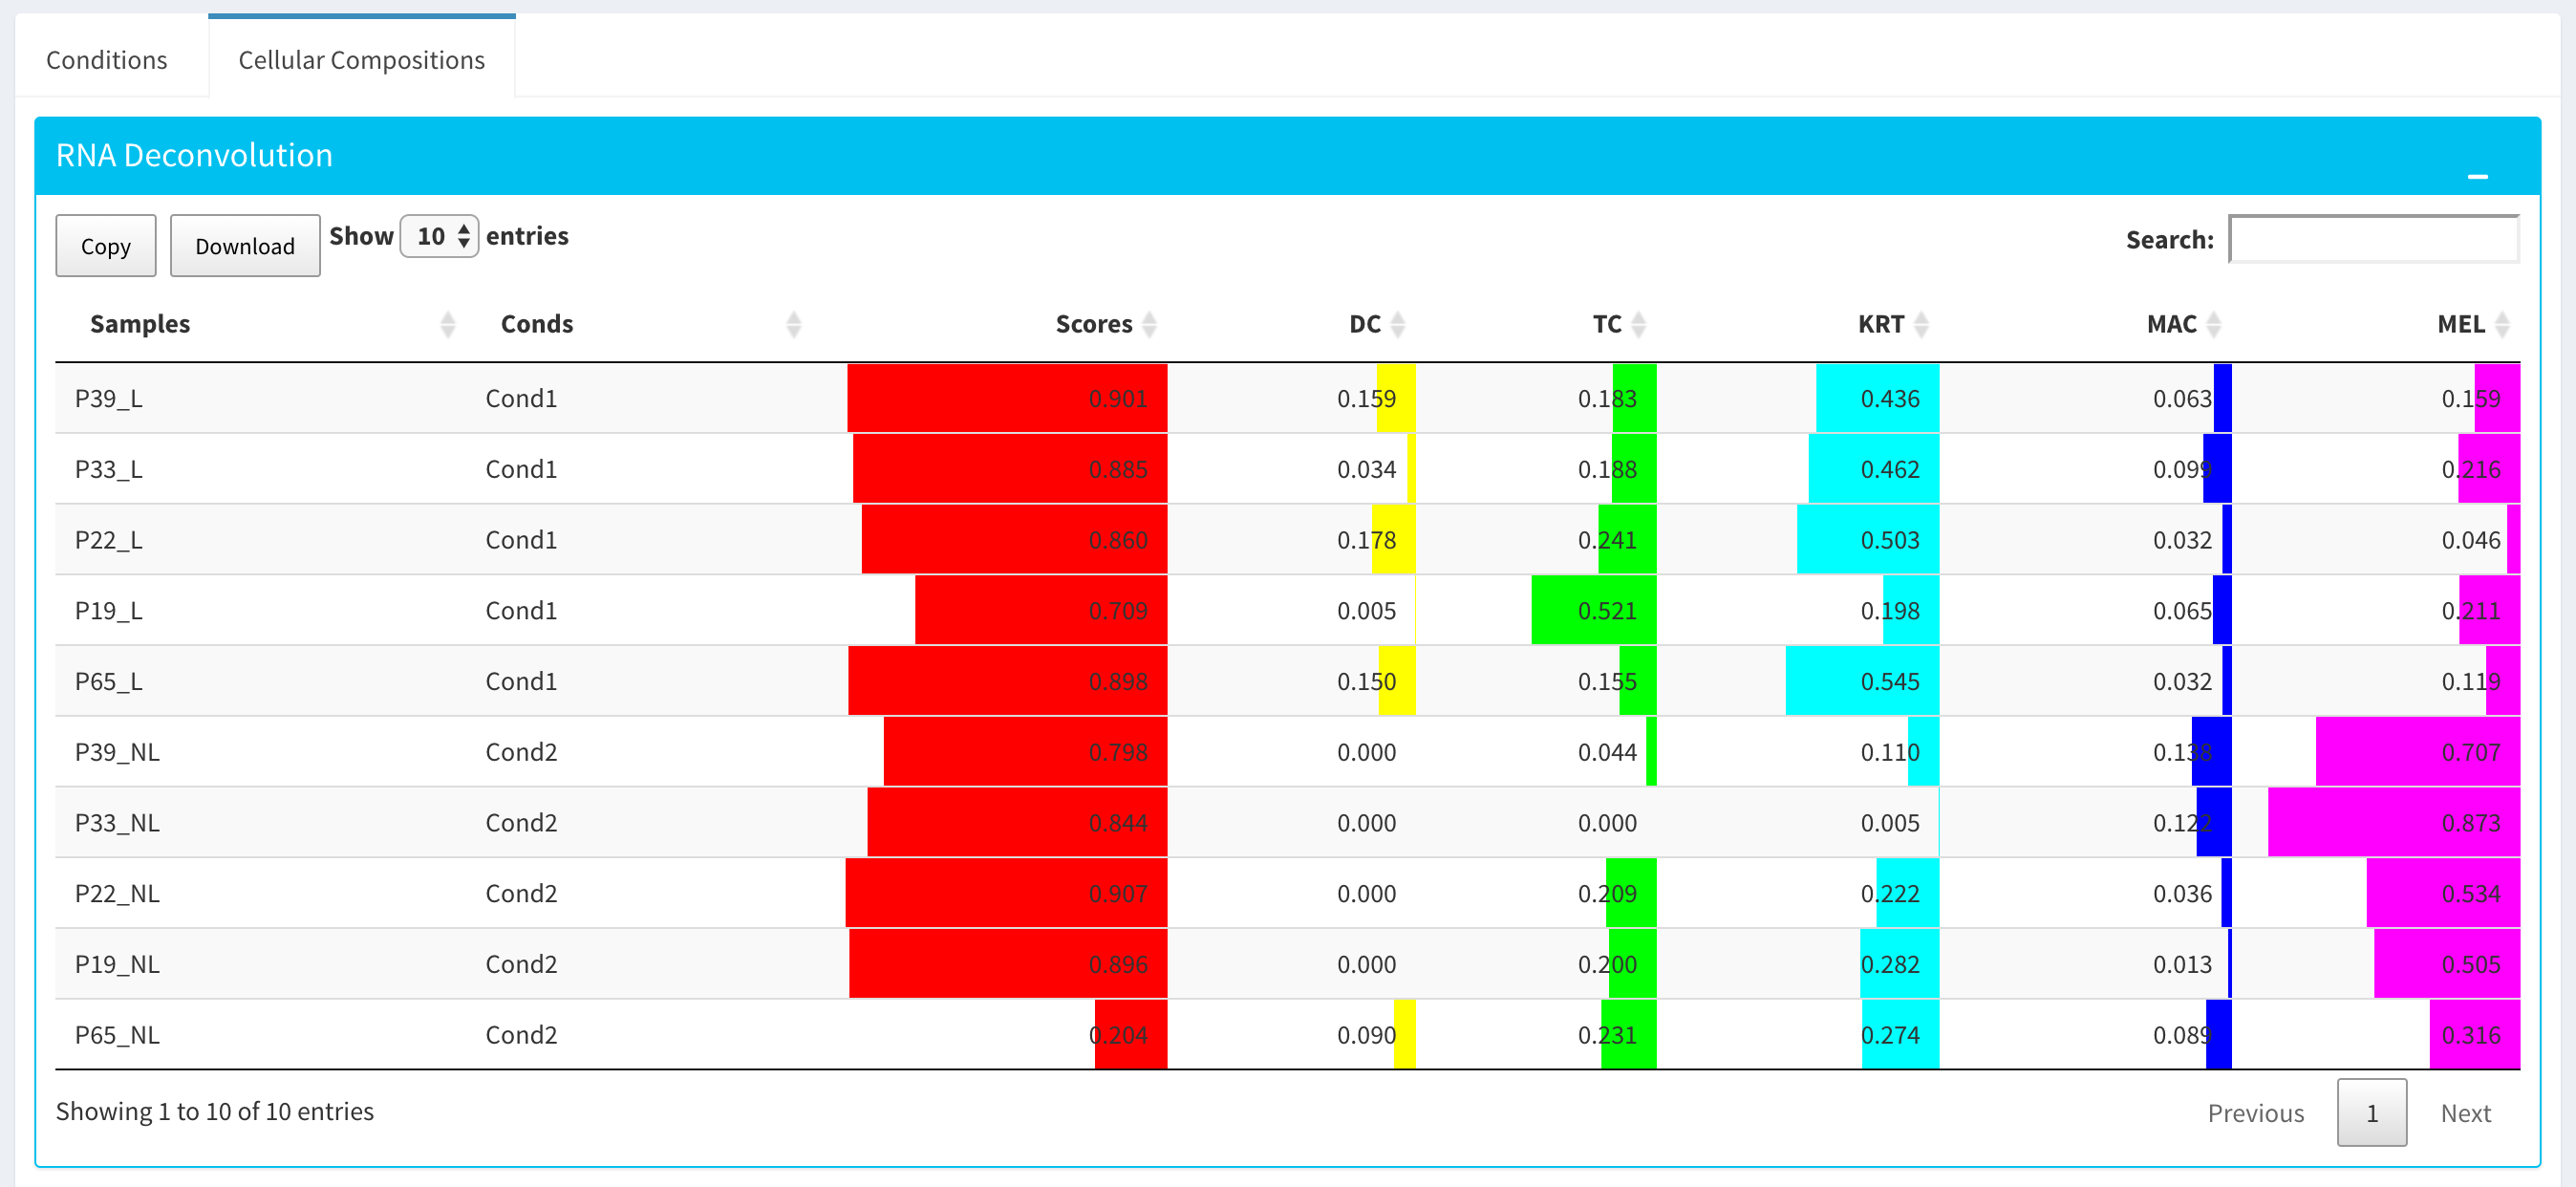 Conditions Cellular Compositions
RNA Deconvolution
Copy Download Show 10 entries Search:
Samples Conds Scores DC TC KRT MAC MEL
P39_L Cond1 0.901 0.159 0.183 0.436 0.063 0.159
P33_L Cond1 0.885 0.034 0.188 0.462 0.099 0.216
P22_L Cond1 0.860 0.178 0.241 0.503 0.032 0.046
P19_L Cond1 0.709 0.005 0.521 0.198 0.065 0.211
P65_L Cond1 0.898 0.150 0.155 0.545 0.032 0.119
P39_NL Cond2 0.798 0.000 0.044 0.110 0.138 0.707
P33_NL Cond2 0.844 0.000 0.000 0.005 0.122 0.873
P22_NL Cond2 0.907 0.000 0.209 0.222 0.036 0.534
P19_NL Cond2 0.896 0.000 0.200 0.282 0.013 0.505
P65_NL Cond2 0.204 0.090 0.231 0.274 0.089 0.316
Showing 1 to 10 of 10 entries Previous 1 Next